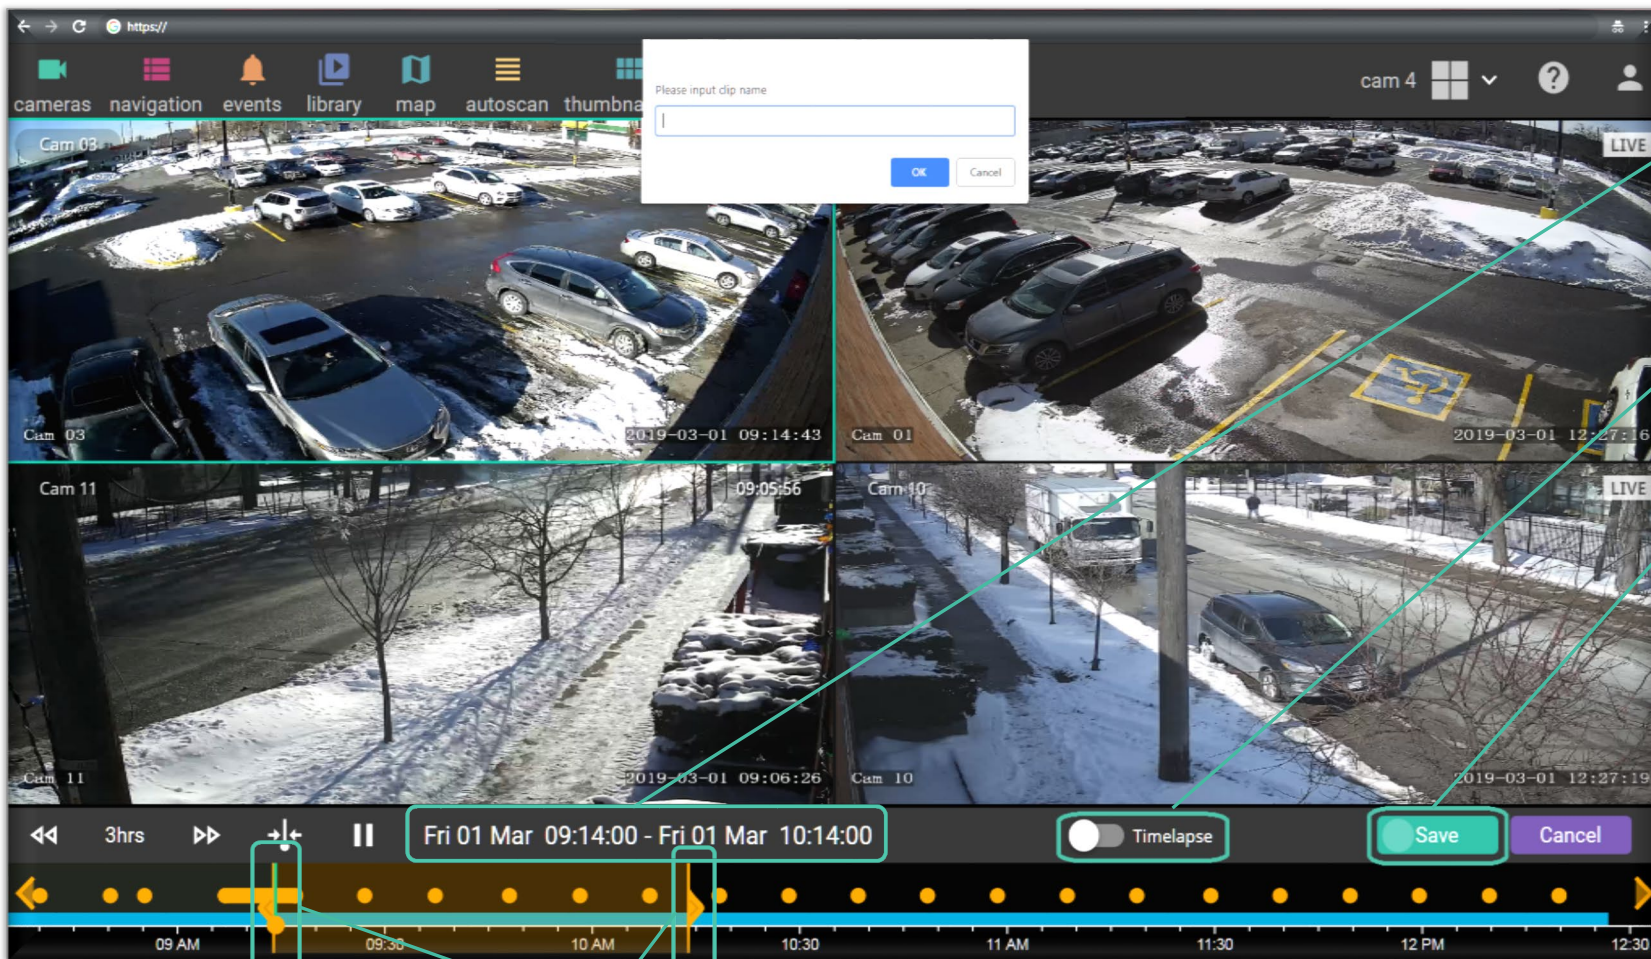 https://
cameras navigation events library map autoscan thumbna
cam 4
Please input clip name
OK Cancel
Cam 03
LIVE
Cam 03 2019-03-01 09:14:43
Cam 01 2019-03-01 12:27:16
Cam 11 09:05:56
Cam 10 LIVE
Cam 11 2019-03-01 09:06:26
Cam 10 2019-03-01 12:27:19
3hrs Fri 01 Mar 09:14:00 - Fri 01 Mar 10:14:00 Timelapse Save Cancel
09 AM 09:30 10 AM 10:30 11 AM 11:30 12 PM 12:30